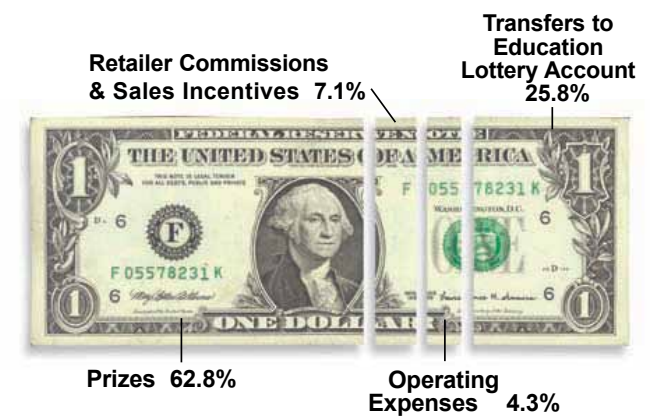 Transfers to
Education
Lottery Account
25.8%
Retailer Commissions
& Sales Incentives 7.1%
FEDERAL RESERVE NOTE
THE UNITED STATES OF AMERICA
THIS NOTE IS LEGAL TENDER
FOR ALL DEBTS, PUBLIC AND PRIVATE
F 05578231 K
WASHINGTON, D.C.
1
1
6
6
F
ONE
F 05578231 K
6
6
1
1
ONE DOLLAR
Prizes 62.8%
Operating
Expenses 4.3%